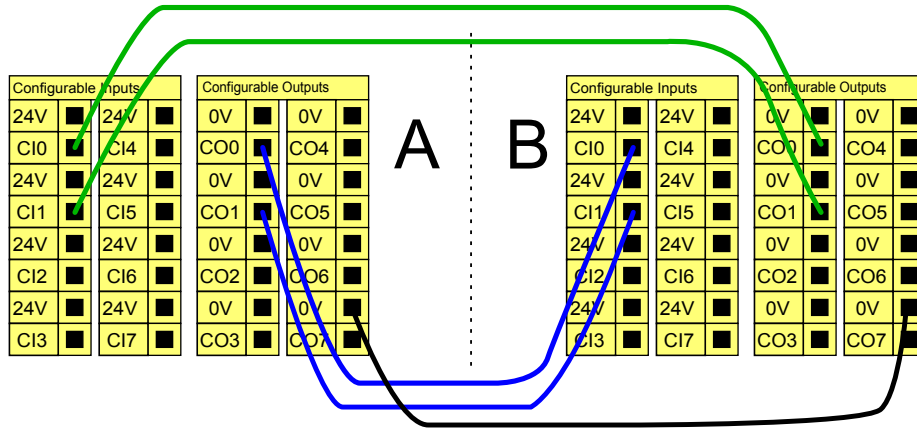 Configurable Inputs
24V 24V
CI0 CI4
24V 24V
CI1 CI5
24V 24V
CI2 CI6
24V 24V
CI3 CI7
Configurable Outputs
0V 0V
CO0 CO4
0V 0V
CO1 CO5
0V 0V
CO2 CO6
0V 0V
CO3 CO7
A
B
Configurable Inputs
24V 24V
CI0 CI4
24V 24V
CI1 CI5
24V 24V
CI2 CI6
24V 24V
CI3 CI7
Configurable Outputs
0V 0V
CO0 CO4
0V 0V
CO1 CO5
0V 0V
CO2 CO6
0V 0V
CO3 CO7